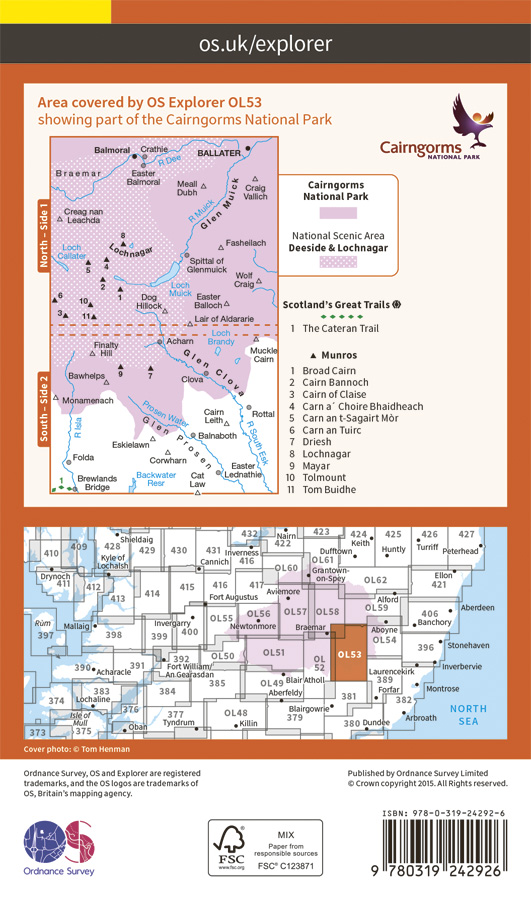 os.uk/explorer
Area covered by OS Explorer OL53
showing part of the Cairngorms National Park
Cairngorms
NATIONAL PARK
North – Side 1
South – Side 2
Balmoral
Crathie
R Dee
BALLATER
Braemar
Easter
Balmoral
Meall
Dubh
Craig
Vallich
R Muick
Glen Muick
Creag nan
Leachda
Loch
Callater
8
Lochnagar
Fasheilach
5
4
Spittal of
Glenmuick
2
1
Loch
Muick
Wolf
Craig
6
10
3
11
Dog
Hillock
Easter
Balloch
Lair of Aldararie
Loch
Brandy
Acharn
Finalty
Hill
Muckle
Cairn
Glen Clova
9
7
Bawhelps
Clova
Monamenach
Prosen Water
Cairn
Leith
Rottal
R Isla
Glen Prosen
Balnaboth
R South Esk
Eskielawn
Folda
Corwharn
Easter
Lednathie
Backwater
Resr
Cat
Law
1
Brewlands
Bridge
Cairngorms
National Park
National Scenic Area
Deeside & Lochnagar
Scotland's Great Trails
1 The Cateran Trail
Munros
1 Broad Cairn
2 Cairn Bannoch
3 Cairn of Claise
4 Carn a´ Choire Bhaidheach
5 Carn an t-Sagairt Mòr
6 Carn an Tuirc
7 Driesh
8 Lochnagar
9 Mayar
10 Tolmount
11 Tom Buidhe
Shieldaig
432
Nairn
422
423
424
Keith
425
426
427
410
409
428
429
430
431
Inverness
416
OL60
OL61
Dufftown
Huntly
Turriff
Peterhead
Kyle of
Lochalsh
Cannich
Grantown-
on-Spey
Ellon
Drynoch
411
412
413
414
415
416
417
Aviemore
OL62
421
Fort Augustus
Alford
Rùm
397
Mallaig
398
Invergarry
399
400
OL55
OL56
Newtonmore
OL57
OL58
OL59
406
Banchory
Aberdeen
Braemar
Aboyne
OL54
396
Stonehaven
390
Acharacle
391
392
Fort William/
An Gearasdan
OL50
OL51
OL
52
OL53
Laurencekirk
389
Inverbervie
383
Lochaline
384
385
OL49
Blair Atholl
Aberfeldy
Forfar
Montrose
374
Isle of
Mull
376
377
OL48
Blairgowrie
381
382
NORTH
SEA
373
375
Oban
Tyndrum
Killin
379
380
Dundee
Arbroath
Cover photo: © Tom Henman
Ordnance Survey, OS and Explorer are registered
trademarks, and the OS logos are trademarks of
OS, Britain's mapping agency.
Published by Ordnance Survey Limited
© Crown copyright 2015. All Rights reserved.
OS
Ordnance Survey
FSC
www.fsc.org
MIX
Paper from
responsible sources
FSC® C123871
ISBN: 978-0-319-24292-6
9 780319 242926